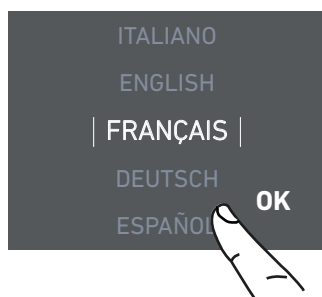 ITALIANO
ENGLISH
| FRANÇAIS |
DEUTSCH
OK
ESPAÑOL